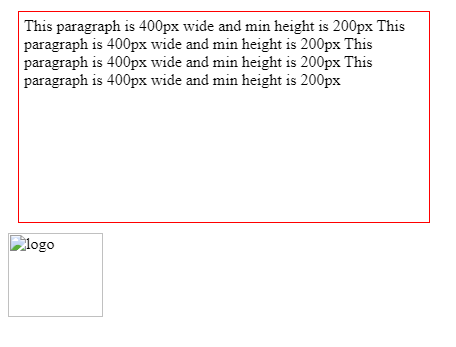 This paragraph is 400px wide and min height is 200px This
paragraph is 400px wide and min height is 200px This
paragraph is 400px wide and min height is 200px This
paragraph is 400px wide and min height is 200px
logo